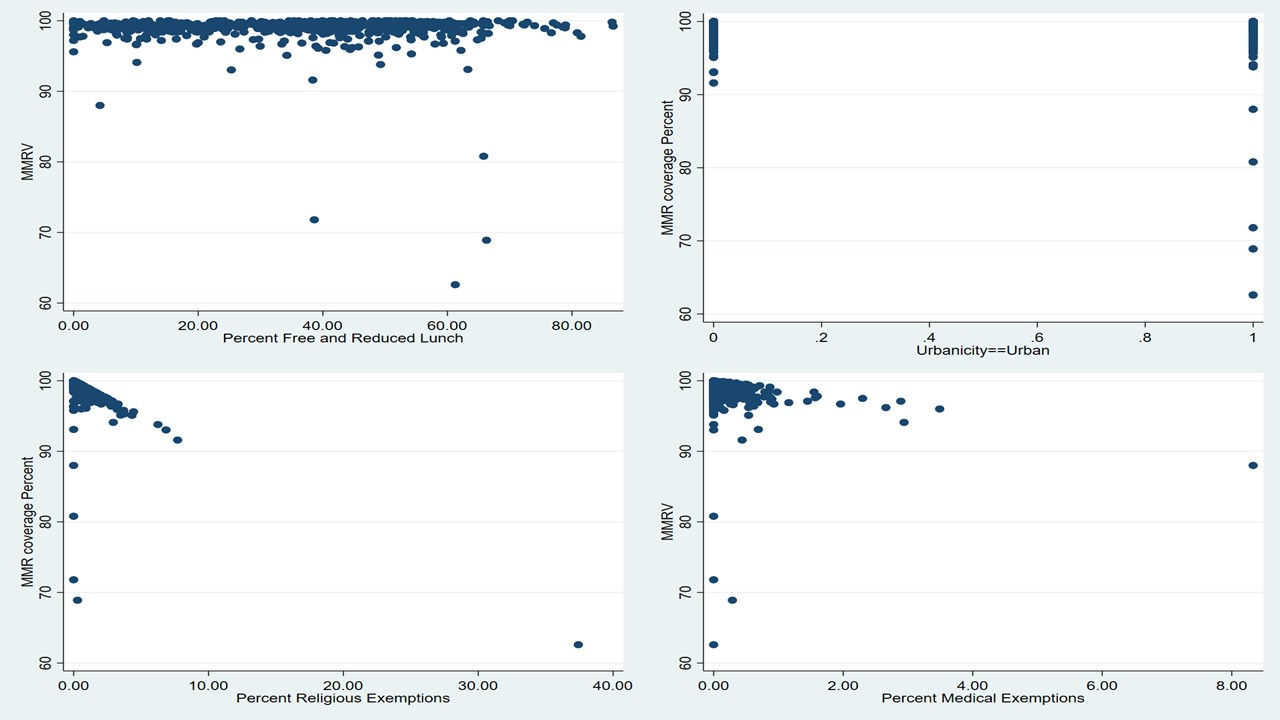 MMRV
100
90
80
70
60
0.00 20.00 40.00 60.00 80.00
Percent Free and Reduced Lunch
MMR coverage Percent
100
90
80
70
60
0 .2 .4 .6 .8 1
Urbanicity==Urban
MMR coverage Percent
100
90
80
70
60
0.00 10.00 20.00 30.00 40.00
Percent Religious Exemptions
MMRV
100
90
80
70
60
0.00 2.00 4.00 6.00 8.00
Percent Medical Exemptions